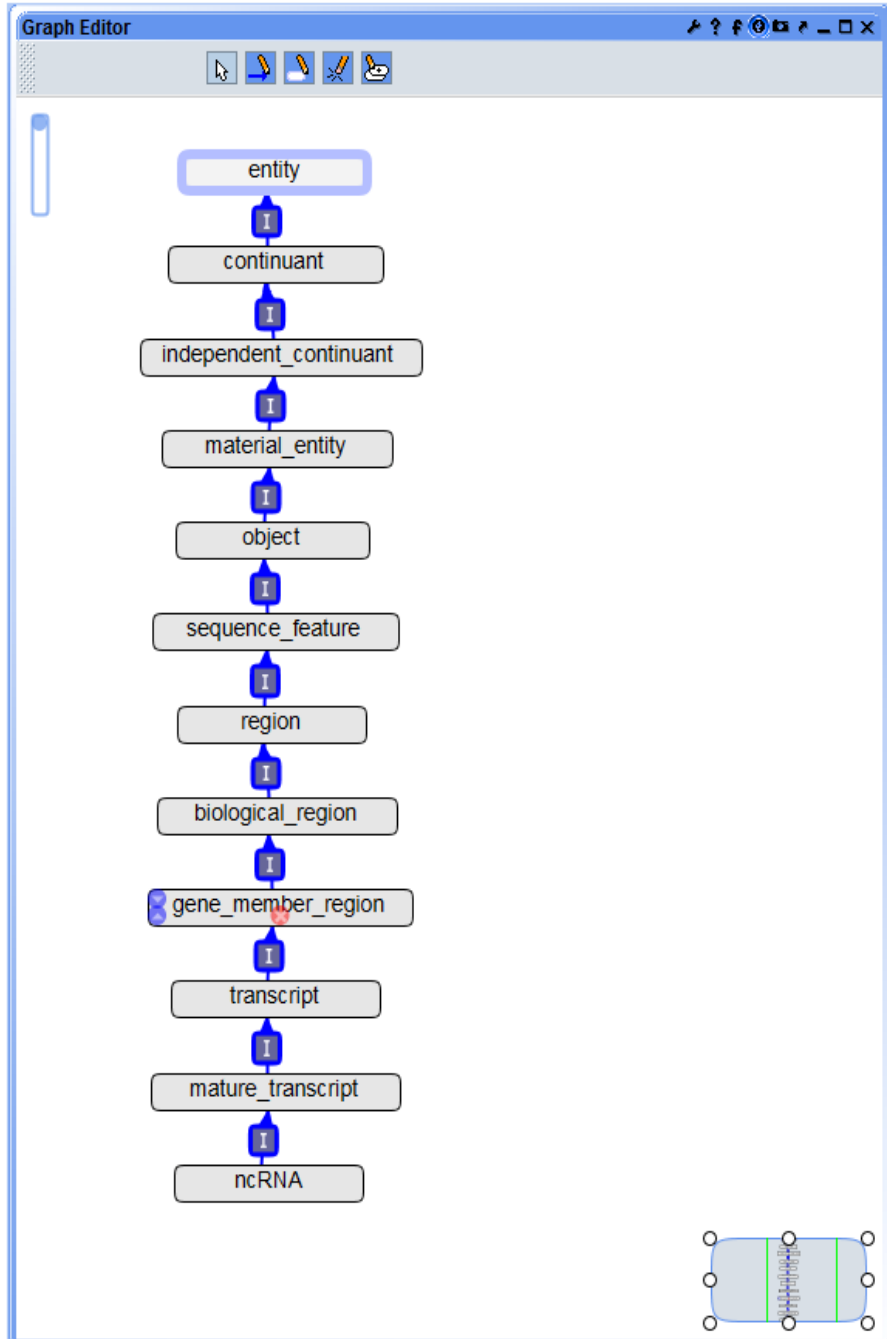 Graph Editor
entity
I
continuant
I
independent_continuant
I
material_entity
I
object
I
sequence_feature
I
region
I
biological_region
I
gene_member_region
I
transcript
I
mature_transcript
I
ncRNA